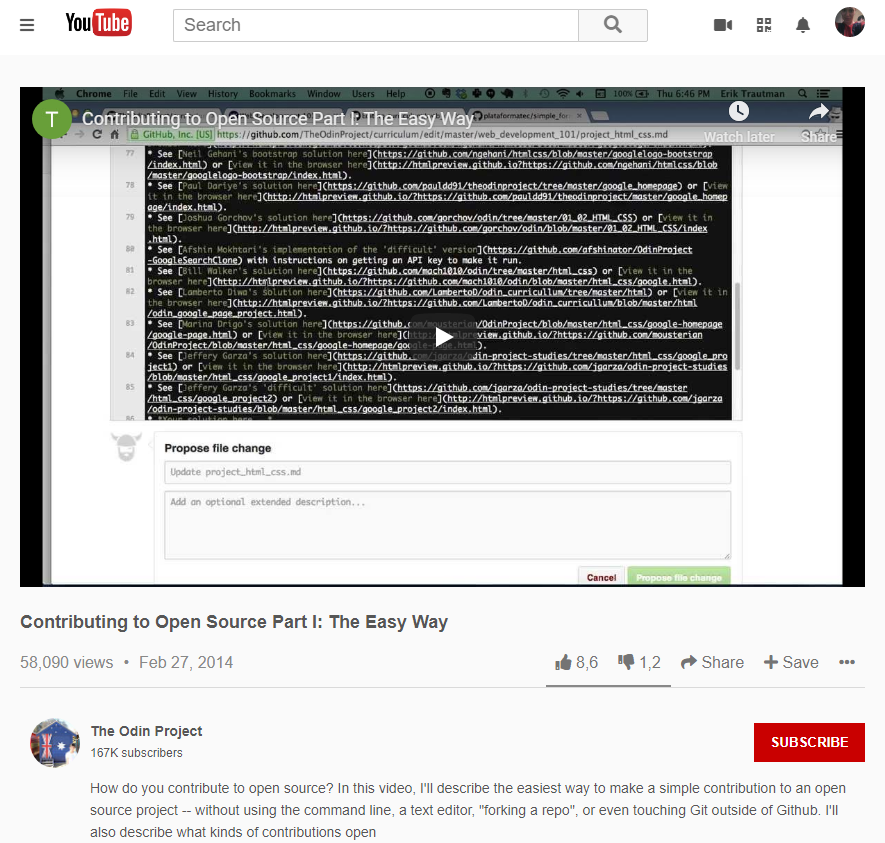 YouTube
Search
Chrome File Edit View History Bookmarks Window Users Help 100% Thu 6:46 PM Erik Trautman
T Contributing to Open Source Part I: The Easy Way
plataformatec/simple_for
GitHub, Inc. [US] https://github.com/TheOdinProject/curriculum/edit/master/web_development_101/project_html_css.md
Watch later Share
77 * See [Neil Gehani's bootstrap solution here](https://github.com/ngehani/htmlcss/blob/master/googlelogo-bootstrap
/index.html) or [view it in the browser here](http://htmlpreview.github.io?https://github.com/ngehani/htmlcss/blob
/master/googlelogo-bootstrap/index.html).
78 * See [Paul Dariye's solution here](https://github.com/pauldd91/theodinproject/tree/master/google_homepage) or [view
it in the browser here](http://htmlpreview.github.io/?https://github.com/pauldd91/theodinproject/blob/master/google_homep
age/index.html).
79 * See [Joshua Gorchov's solution here](https://github.com/gorchov/odin/tree/master/01_02_HTML_CSS) or [view it in
the browser here](http://htmlpreview.github.io/?https://github.com/gorchov/odin/blob/master/01_02_HTML_CSS/index
.html).
80 * See [Afshin Mokhtari's implementation of the 'difficult' version](https://github.com/afshinator/OdinProject
-GoogleSearchClone) with instructions on getting an API key to make it run.
81 * See [Bill Walker's solution here](https://github.com/mach1010/odin/tree/master/html_css) or [view it in the
browser here](http://htmlpreview.github.io/?https://github.com/mach1010/odin/blob/master/html_css/google.html).
82 * See [Lamberto Diwa's solution here](https://github.com/LambertoD/odin_curricullum/tree/master/html) or [view it in
the browser here](http://htmlpreview.github.io/?https://github.com/LambertoD/odin_curricullum/blob/master/html
/odin_google_page_project.html).
83 * See [Marina Drigo's solution here](https://github.com/mousterian/OdinProject/blob/master/html_css/google-homepage
/google-page.html) or [view it in the browser here](http://htmlpreview.github.io/?https://github.com/mousterian
/OdinProject/blob/master/html_css/google-homepage/google-page.html).
84 * See [Jeffery Garza's solution here](https://github.com/jgarza/odin-project-studies/tree/master/html_css/google_pro
ject1) or [view it in the browser here](http://htmlpreview.github.io/?https://github.com/jgarza/odin-project-studies
/blob/master/html_css/google_project1/index.html).
85 * See [Jeffery Garza's 'difficult' solution here](https://github.com/jgarza/odin-project-studies/tree/master
/html_css/google_project2) or [view it in the browser here](http://htmlpreview.github.io/?https://github.com/jgarza
/odin-project-studies/blob/master/html_css/google_project2/index.html).
86 * *Your solution here...*
Propose file change
Update project_html_css.md
Add an optional extended description...
Cancel Propose file change
Contributing to Open Source Part I: The Easy Way
58,090 views • Feb 27, 2014 8,6 1,2 Share Save
The Odin Project
167K subscribers
SUBSCRIBE
How do you contribute to open source? In this video, I'll describe the easiest way to make a simple contribution to an open
source project -- without using the command line, a text editor, "forking a repo", or even touching Git outside of Github. I'll
also describe what kinds of contributions open